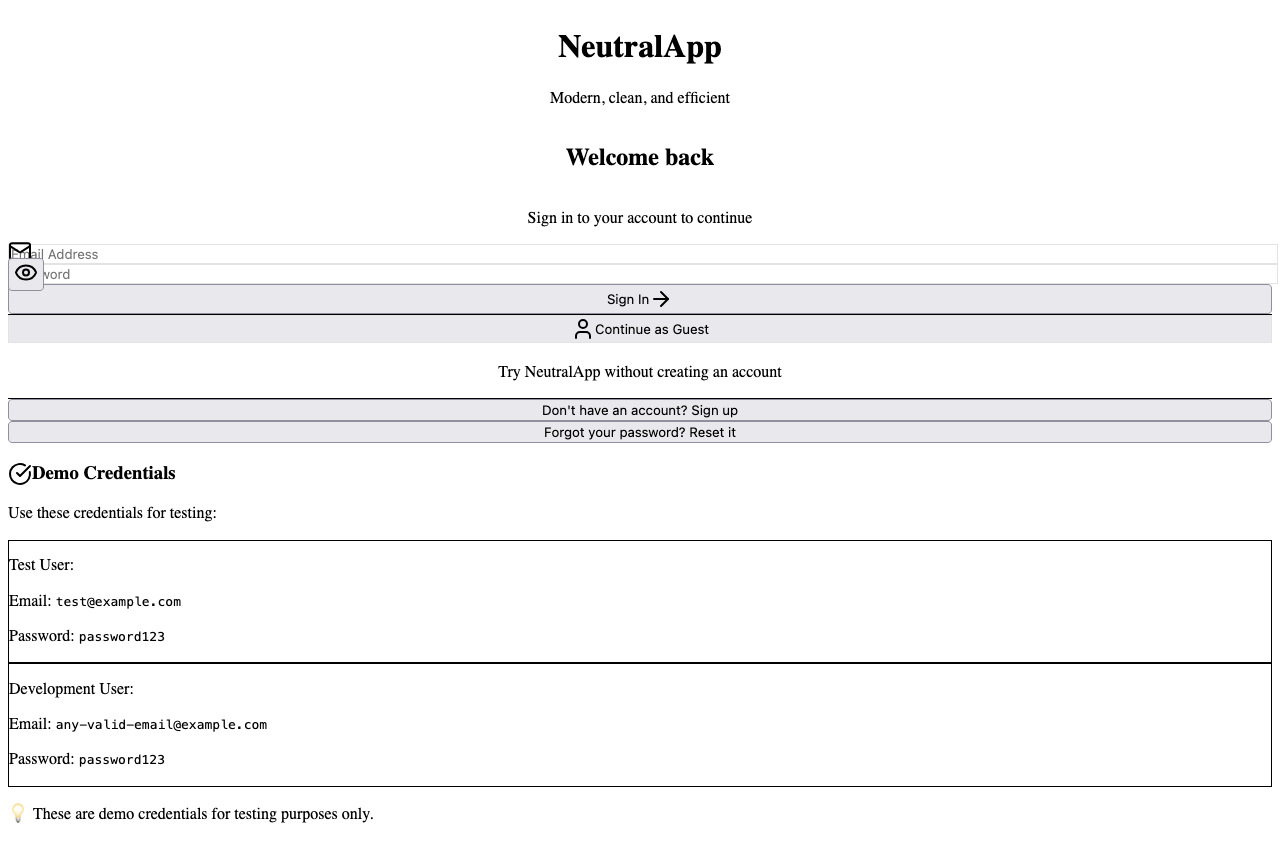 NeutralApp
Modern, clean, and efficient
Welcome back
Sign in to your account to continue
Email Address
word
Sign In
Continue as Guest
Try NeutralApp without creating an account
Don't have an account? Sign up
Forgot your password? Reset it
Demo Credentials
Use these credentials for testing:
Test User:
Email: test@example.com
Password: password123
Development User:
Email: any-valid-email@example.com
Password: password123
💡 These are demo credentials for testing purposes only.